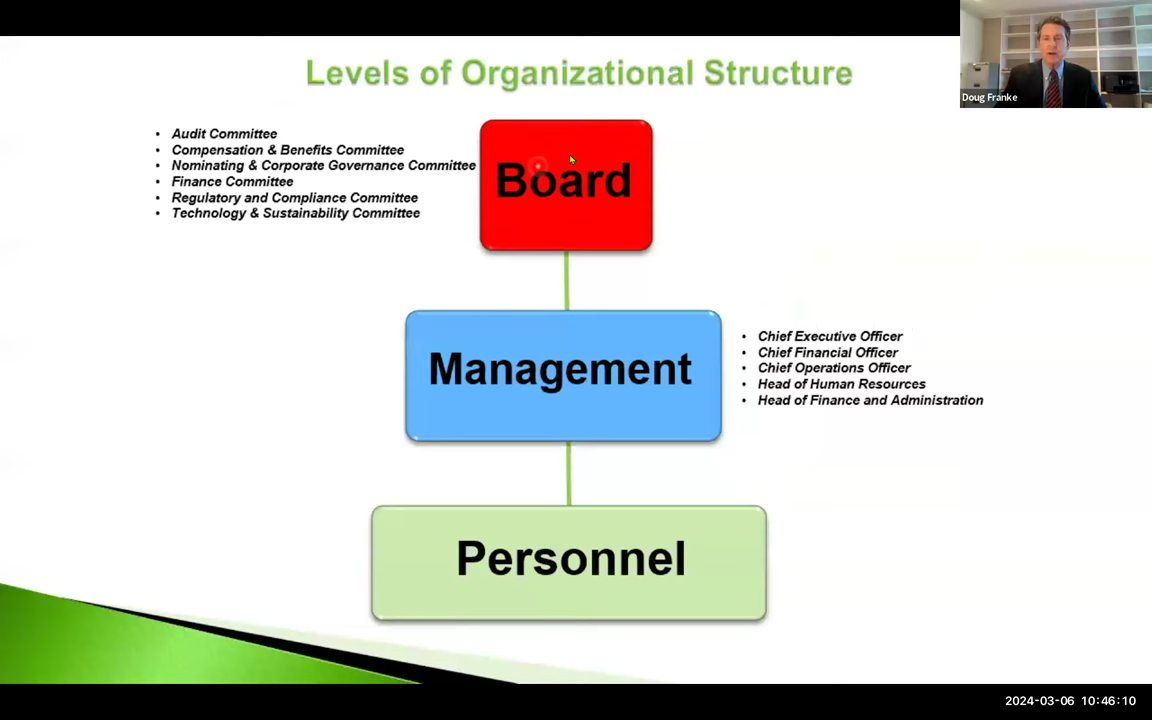 Levels of Organizational Structure
Doug Franke
• Audit Committee
• Compensation & Benefits Committee
• Nominating & Corporate Governance Committee
• Finance Committee
• Regulatory and Compliance Committee
• Technology & Sustainability Committee
Board
Management
• Chief Executive Officer
• Chief Financial Officer
• Chief Operations Officer
• Head of Human Resources
• Head of Finance and Administration
Personnel
2024-03-06 10:46:10